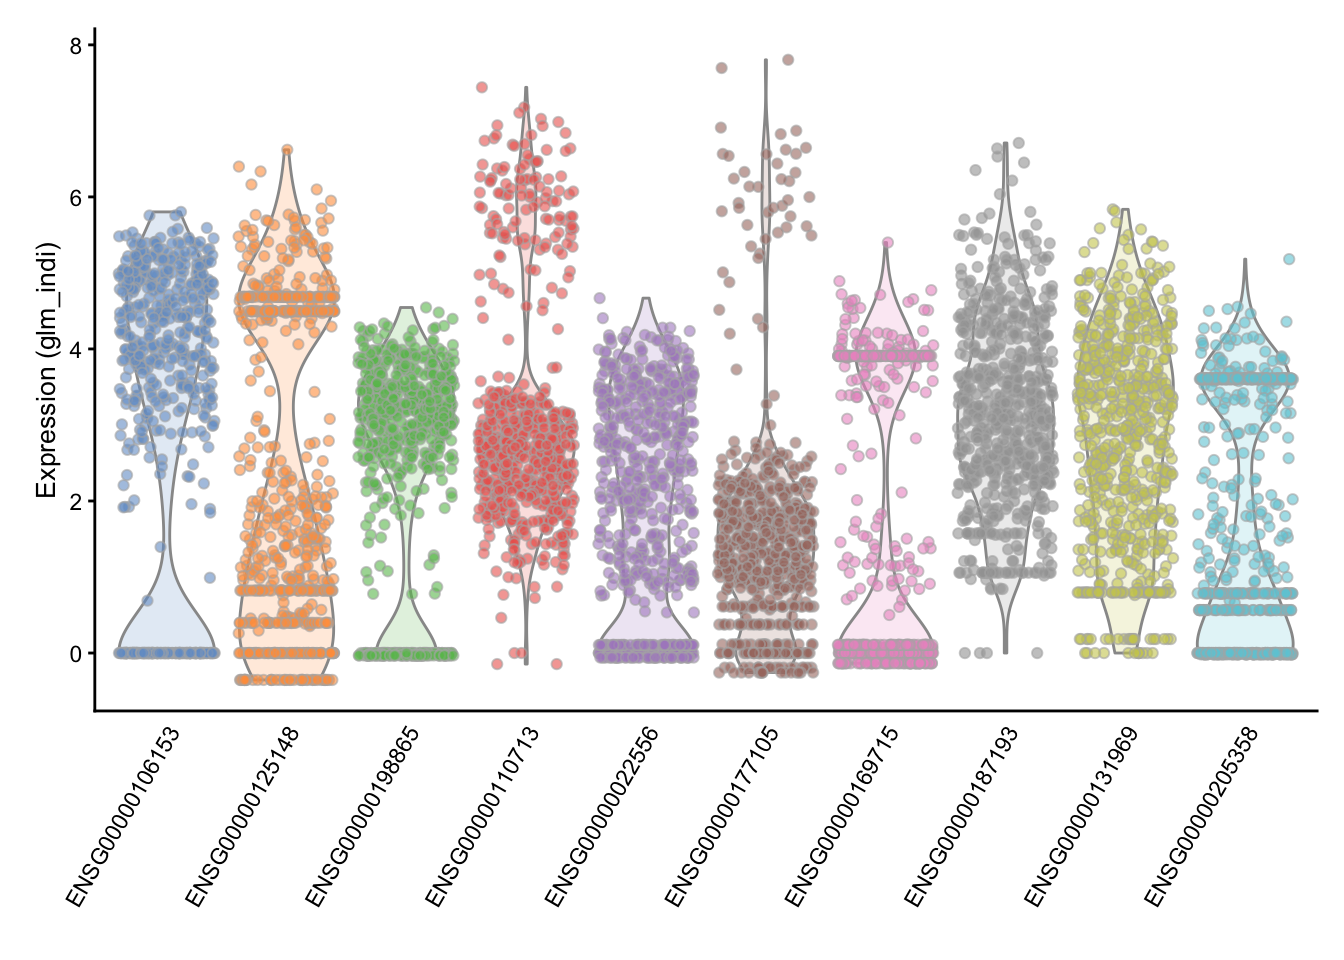 Expression (glm_indi)
8
6
4
2
0
ENSG00000106153
ENSG00000125148
ENSG00000198865
ENSG00000110713
ENSG00000022556
ENSG00000177105
ENSG00000169715
ENSG00000187193
ENSG00000131969
ENSG00000205358